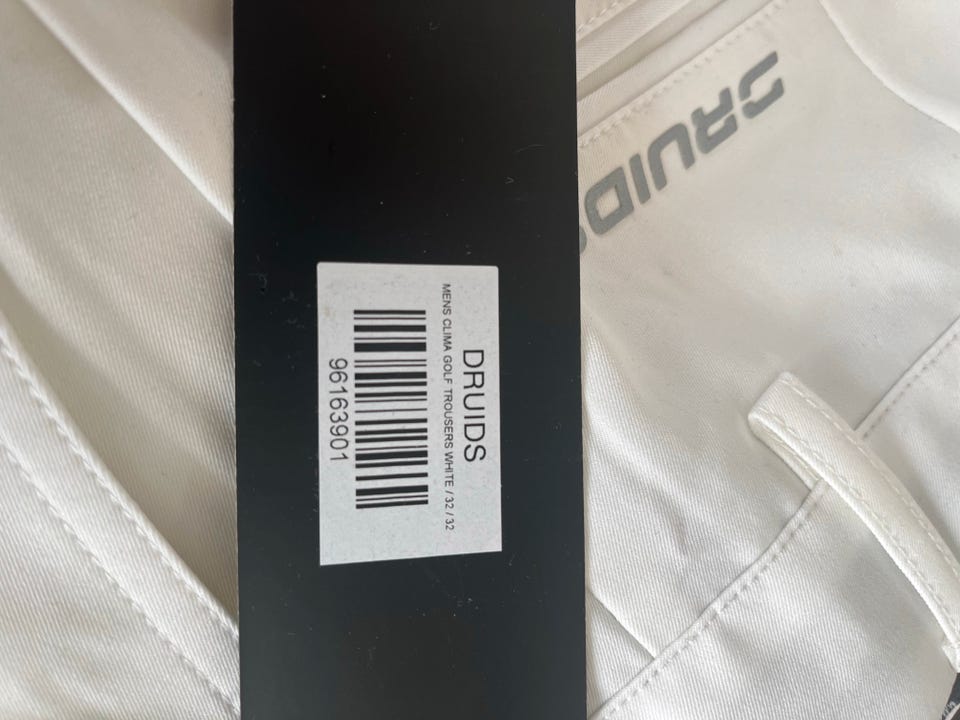 DRUIDS
MENS CLIMA GOLF TROUSERS WHITE / 32 / 32
96163901
DRUIDS